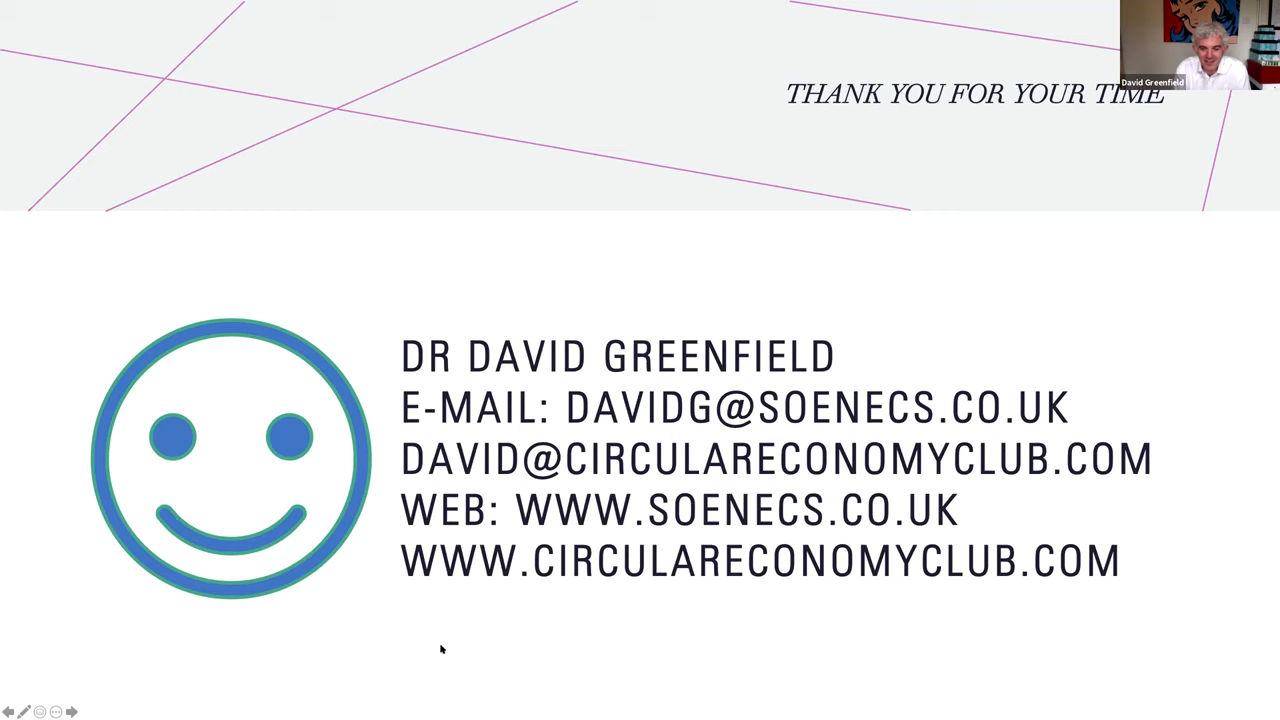 THANK YOU FOR YOUR TIME
David Greenfield
DR DAVID GREENFIELD
E-MAIL: DAVIDG@SOENECS.CO.UK
DAVID@CIRCULARECONOMYCLUB.COM
WEB: WWW.SOENECS.CO.UK
WWW.CIRCULARECONOMYCLUB.COM